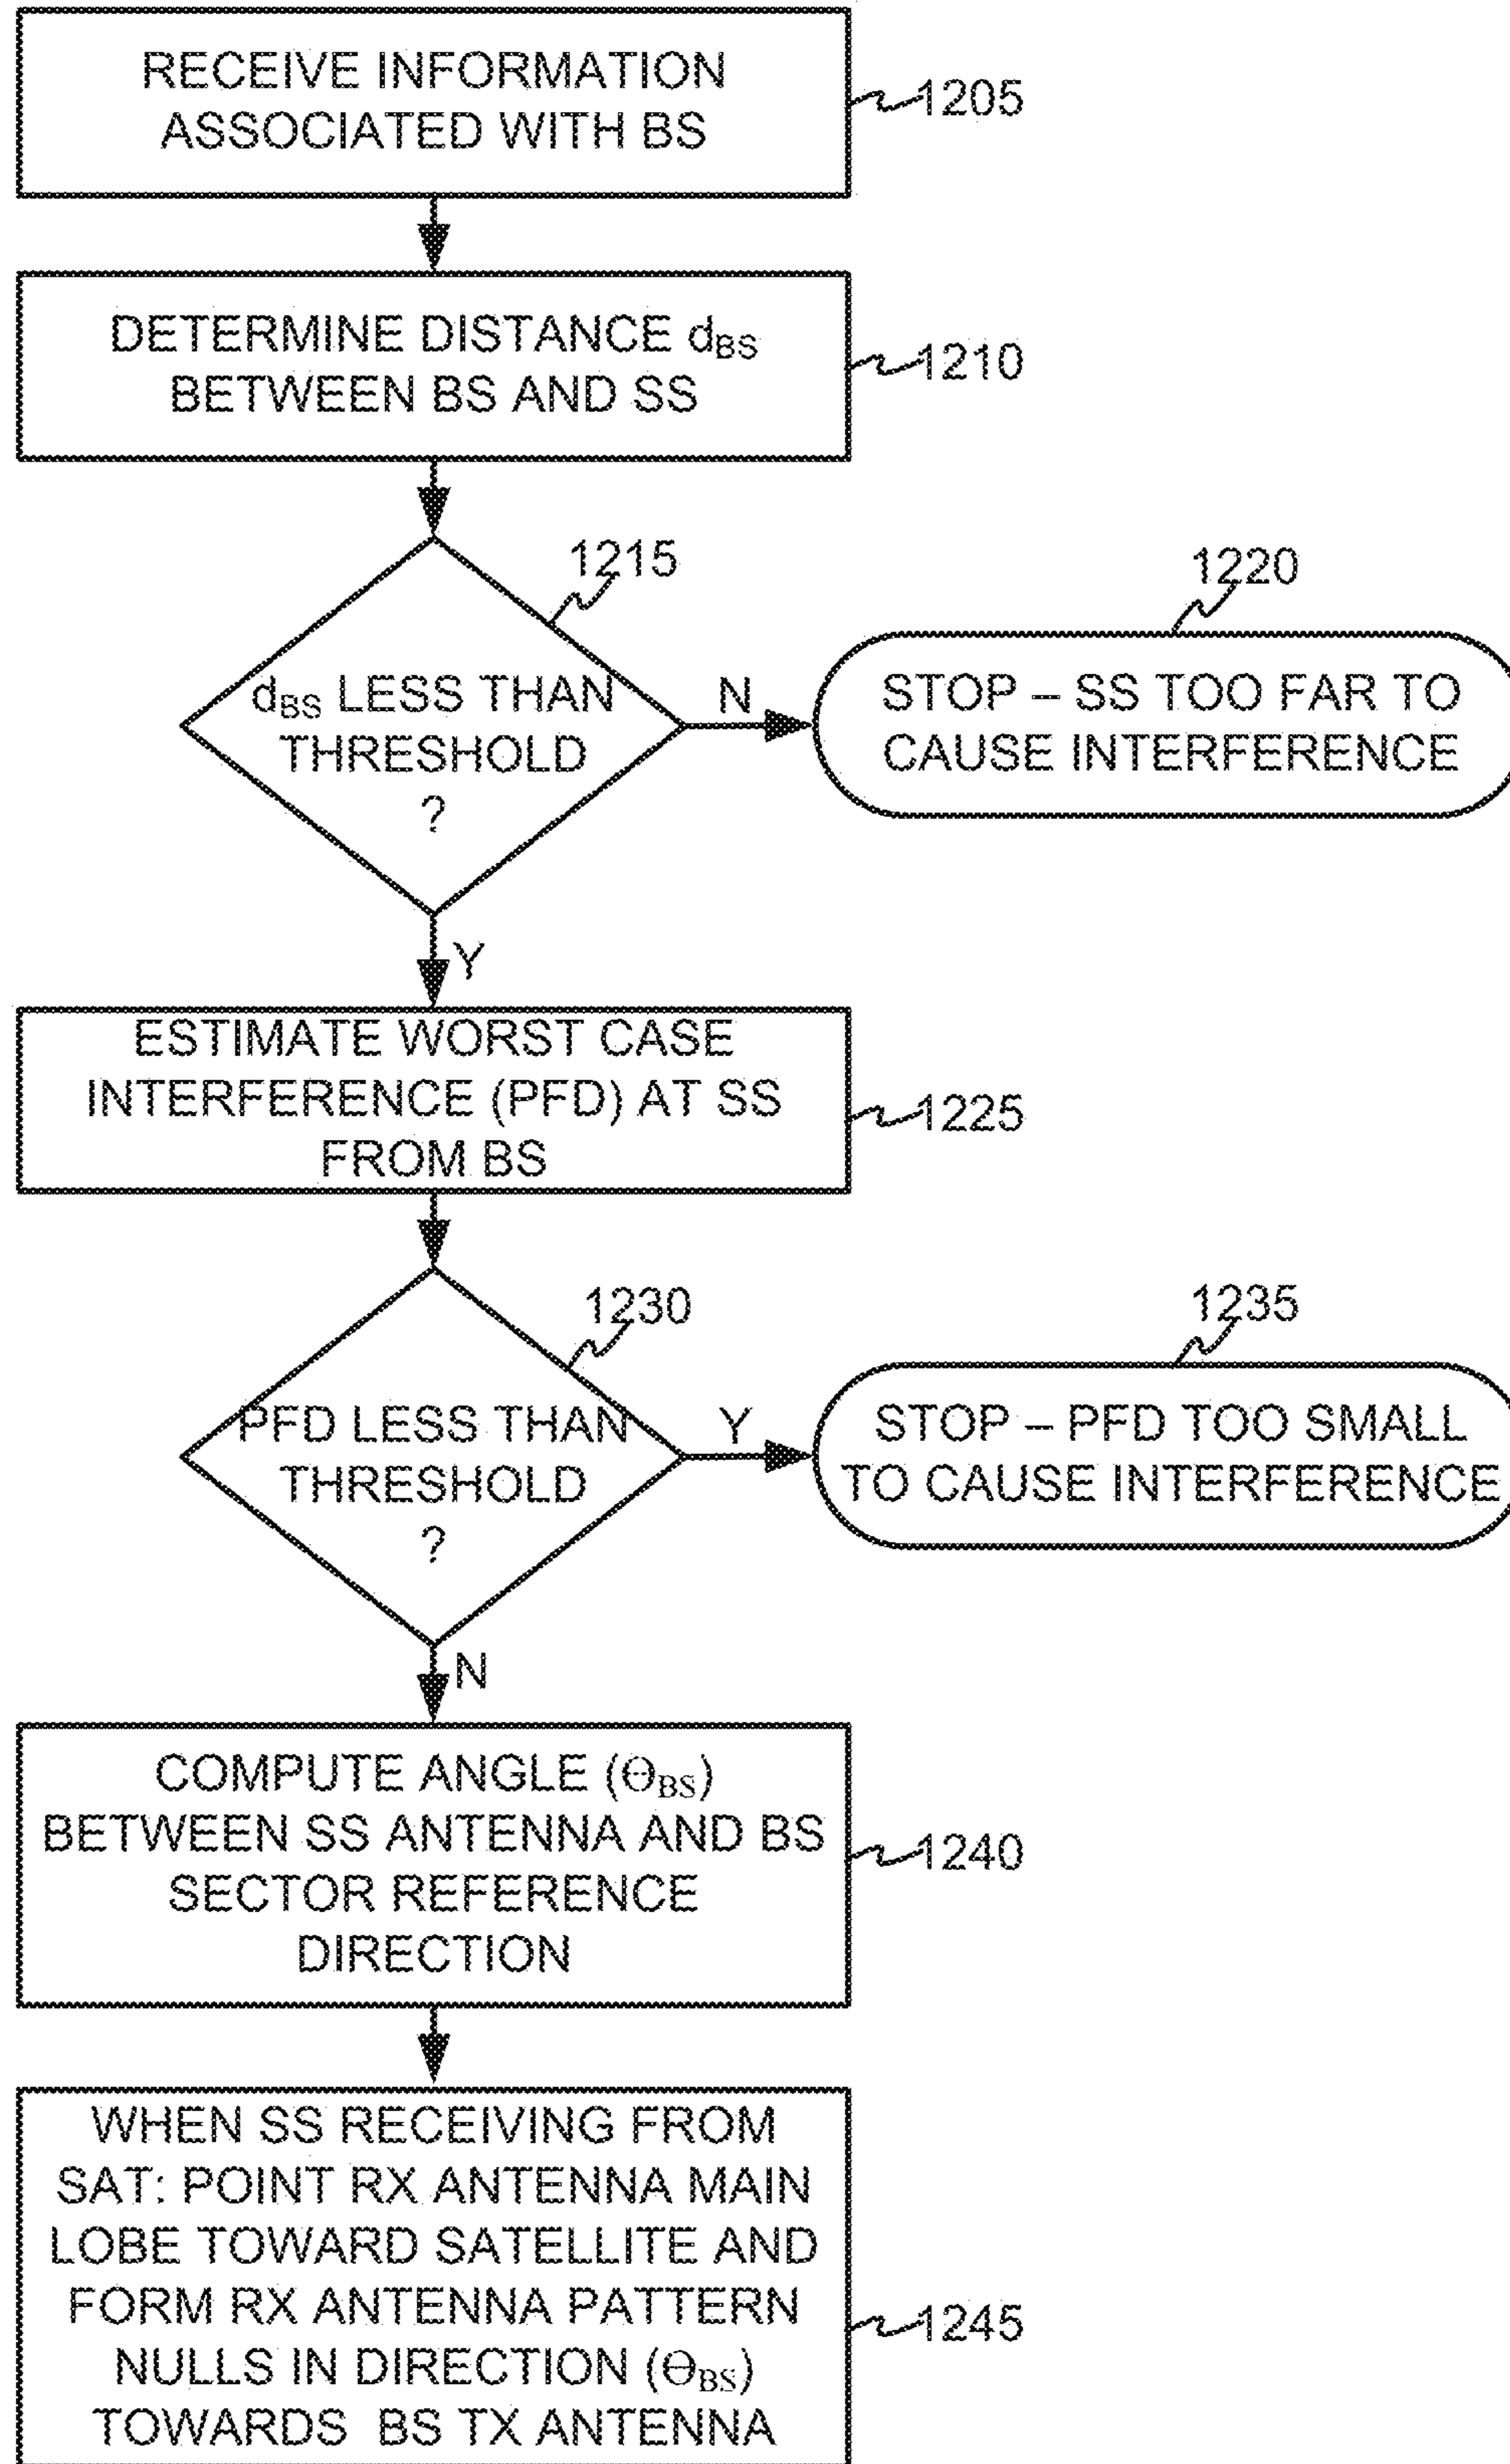 RECEIVE INFORMATION
ASSOCIATED WITH BS
1205
DETERMINE DISTANCE dBS
BETWEEN BS AND SS
1210
1215
dBS LESS THAN
THRESHOLD
?
N
1220
STOP – SS TOO FAR TO
CAUSE INTERFERENCE
Y
ESTIMATE WORST CASE
INTERFERENCE (PFD) AT SS
FROM BS
1225
1230
PFD LESS THAN
THRESHOLD
?
Y
1235
STOP – PFD TOO SMALL
TO CAUSE INTERFERENCE
N
COMPUTE ANGLE (ΘBS)
BETWEEN SS ANTENNA AND BS
SECTOR REFERENCE
DIRECTION
1240
WHEN SS RECEIVING FROM
SAT: POINT RX ANTENNA MAIN
LOBE TOWARD SATELLITE AND
FORM RX ANTENNA PATTERN
NULLS IN DIRECTION (ΘBS)
TOWARDS BS TX ANTENNA
1245